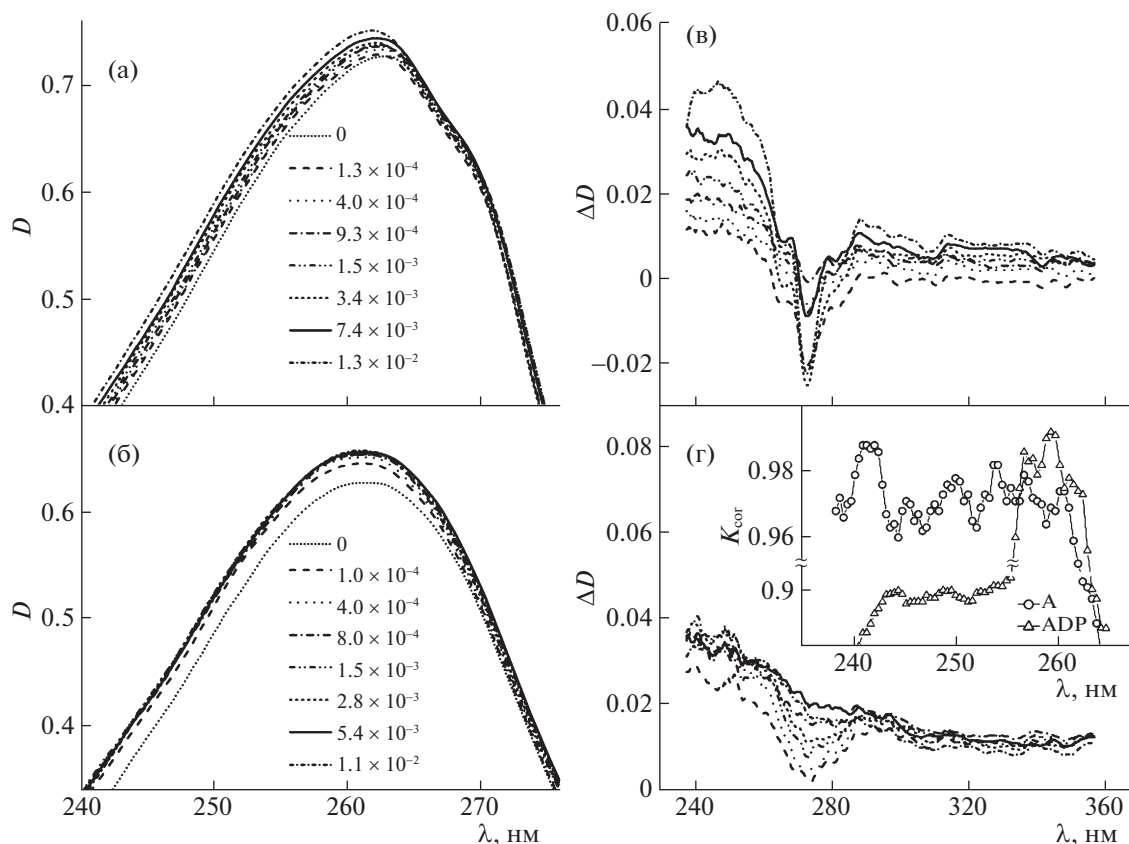 (а)
D
0.7
0.6
0.5
0.4
0
1.3 × 10⁻⁴
4.0 × 10⁻⁴
9.3 × 10⁻⁴
1.5 × 10⁻³
3.4 × 10⁻³
7.4 × 10⁻³
1.3 × 10⁻²
(в)
ΔD
0.06
0.04
0.02
0
–0.02
(б)
D
0.6
0.5
0.4
0
1.0 × 10⁻⁴
4.0 × 10⁻⁴
8.0 × 10⁻⁴
1.5 × 10⁻³
2.8 × 10⁻³
5.4 × 10⁻³
1.1 × 10⁻²
240 250 260 270
λ, нм
(г)
ΔD
0.08
0.06
0.04
0.02
0
K_cor
0.98
0.96
0.9
≈ ≈
≈
A
ADP
240 250 260
λ, нм
240 280 320 360
λ, нм